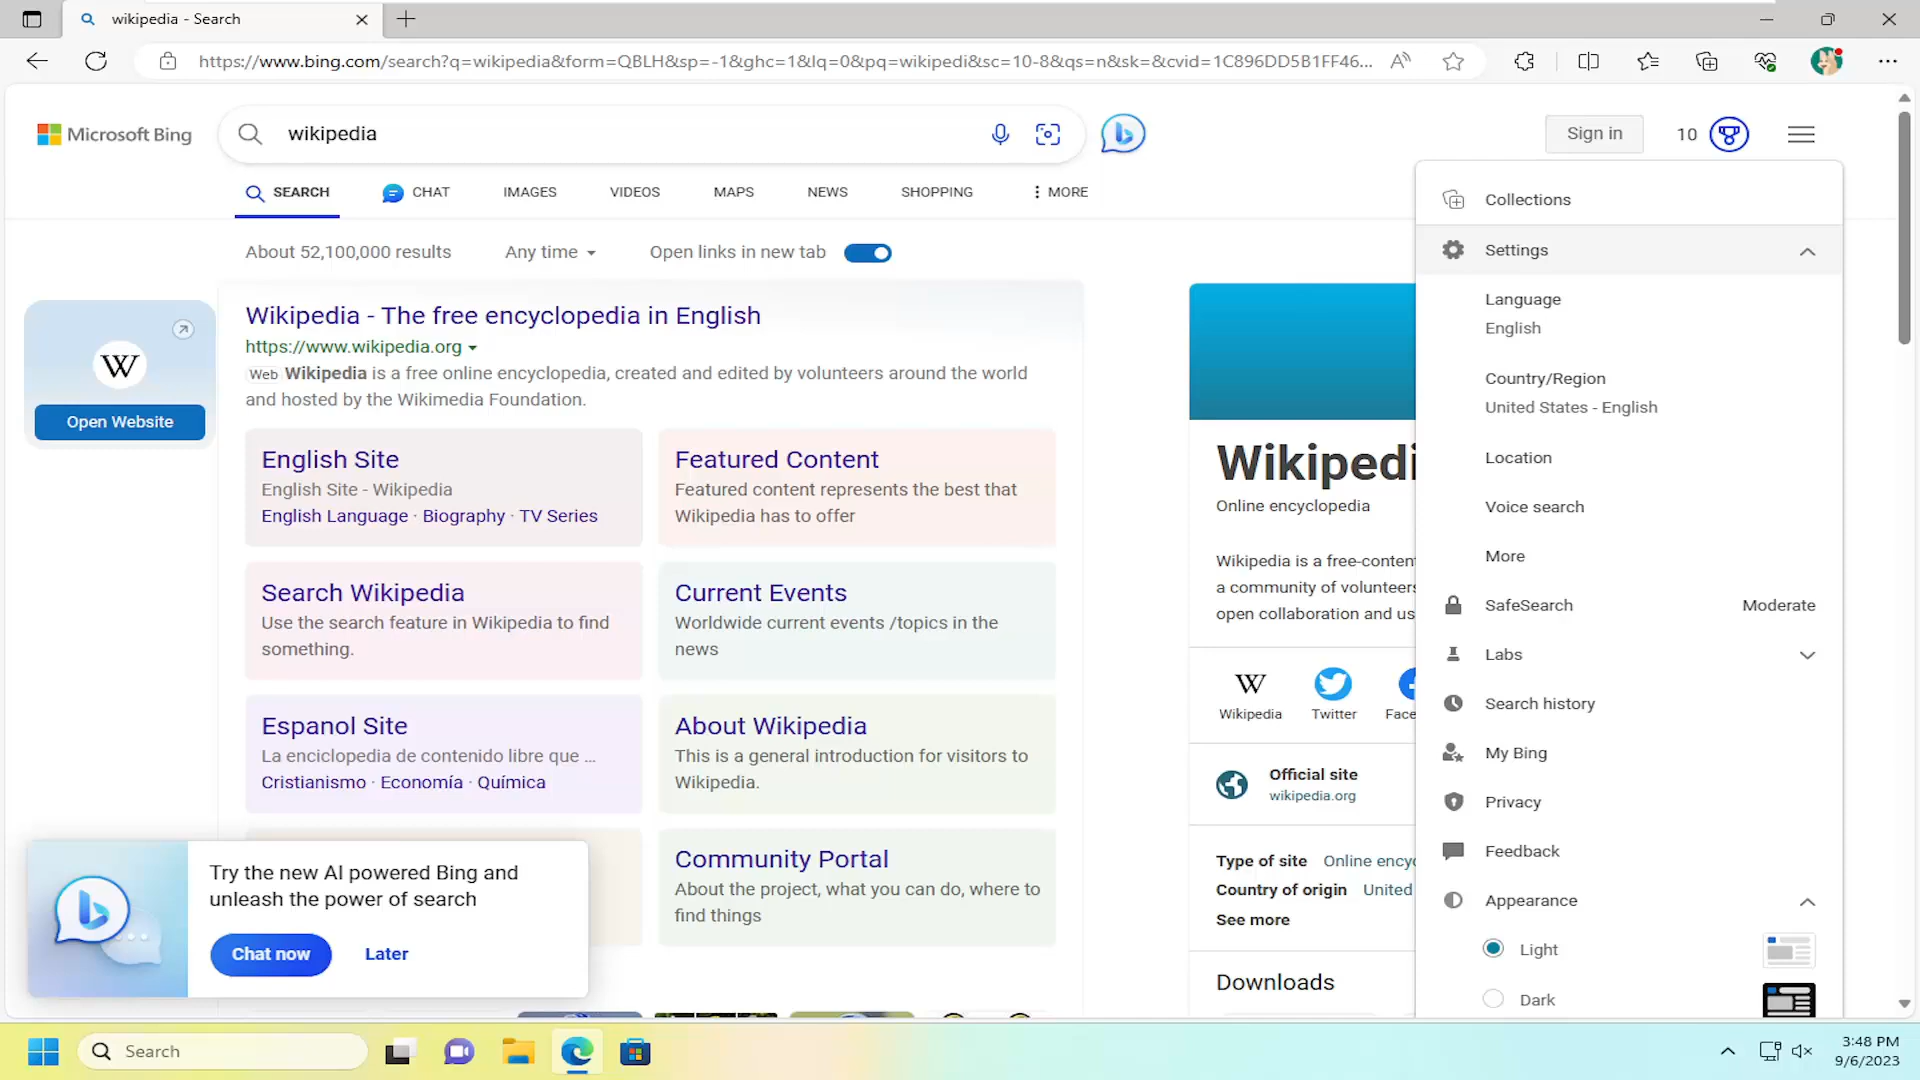 wikipedia - Search
https://www.bing.com/search?q=wikipedia&form=QBLH&sp=-1&ghc=1&lq=0&pq=wikipedi&sc=10-8&qs=n&sk=&cvid=1C896DD5B1FF46...
Microsoft Bing
wikipedia
Sign in
10
SEARCH
CHAT
IMAGES
VIDEOS
MAPS
NEWS
SHOPPING
MORE
About 52,100,000 results
Any time
Open links in new tab
W
Open Website
Wikipedia - The free encyclopedia in English
https://www.wikipedia.org
Web Wikipedia is a free online encyclopedia, created and edited by volunteers around the world
and hosted by the Wikimedia Foundation.
English Site
English Site - Wikipedia
English Language · Biography · TV Series
Featured Content
Featured content represents the best that
Wikipedia has to offer
Search Wikipedia
Use the search feature in Wikipedia to find
something.
Current Events
Worldwide current events /topics in the
news
Espanol Site
La enciclopedia de contenido libre que ...
Cristianismo · Economía · Química
About Wikipedia
This is a general introduction for visitors to
Wikipedia.
Community Portal
About the project, what you can do, where to
find things
Try the new AI powered Bing and
unleash the power of search
Chat now
Later
Wikipedi
Online encyclopedia
Wikipedia is a free-content
a community of volunteers
open collaboration and us
W
Wikipedia
Twitter
Face
Official site
wikipedia.org
Type of site Online ency
Country of origin United
See more
Downloads
Collections
Settings
Language
English
Country/Region
United States - English
Location
Voice search
More
SafeSearch
Moderate
Labs
Search history
My Bing
Privacy
Feedback
Appearance
Light
Dark
Search
3:48 PM
9/6/2023